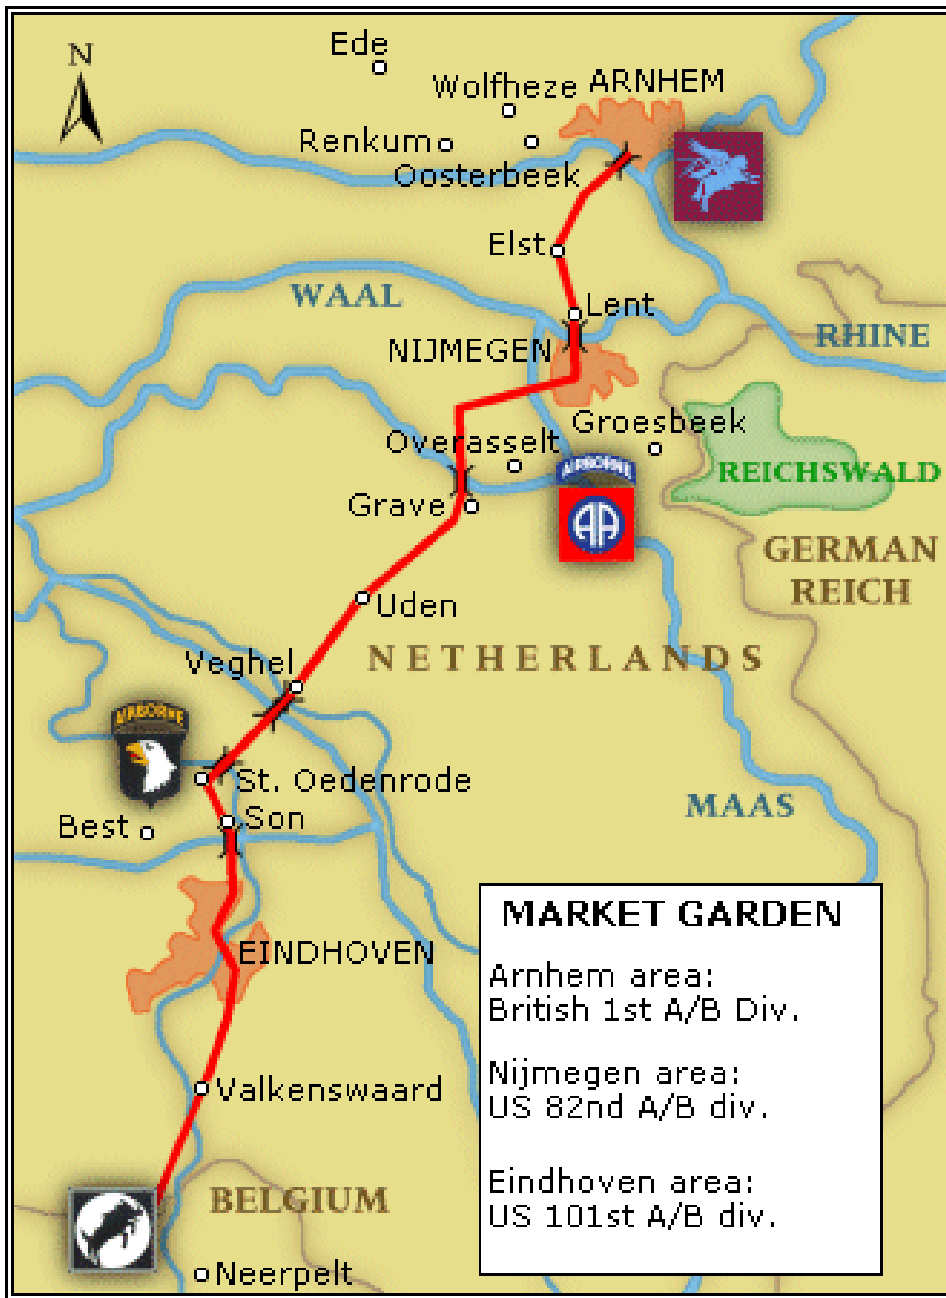 N
Ede
Wolfheze
ARNHEM
Renkum
Oosterbeek
Elst
WAAL
Lent
RHINE
NIJMEGEN
Groesbeek
Overasselt
AIRBORNE
REICHSWALD
Grave
AA
GERMAN
REICH
Uden
NETHERLANDS
Veghel
AIRBORNE
St. Oedenrode
MAAS
Son
Best
MARKET GARDEN
EINDHOVEN
Arnhem area:
British 1st A/B Div.
Nijmegen area:
US 82nd A/B div.
Valkenswaard
Eindhoven area:
US 101st A/B div.
BELGIUM
Neerpelt